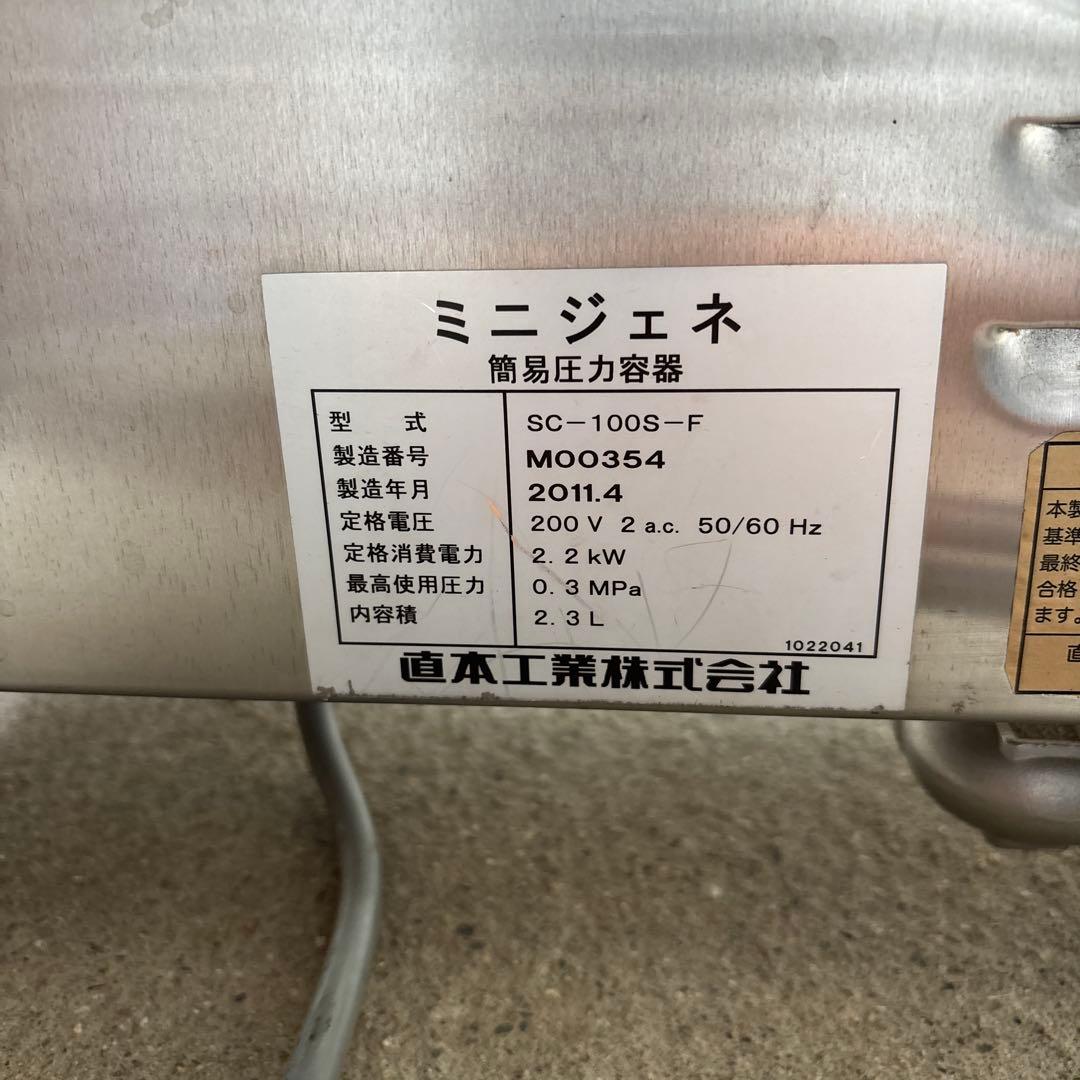 ミニジェネ
簡易圧力容器
型 式 SC-100S-F
製造番号 M00354
製造年月 2011.4
定格電圧 200 V 2 a.c. 50/60 Hz
定格消費電力 2. 2 kW
最高使用圧力 0. 3 MPa
内容積 2. 3 L
1022041
直本工業株式会社
本製
基準
最終
合格
ます。
直